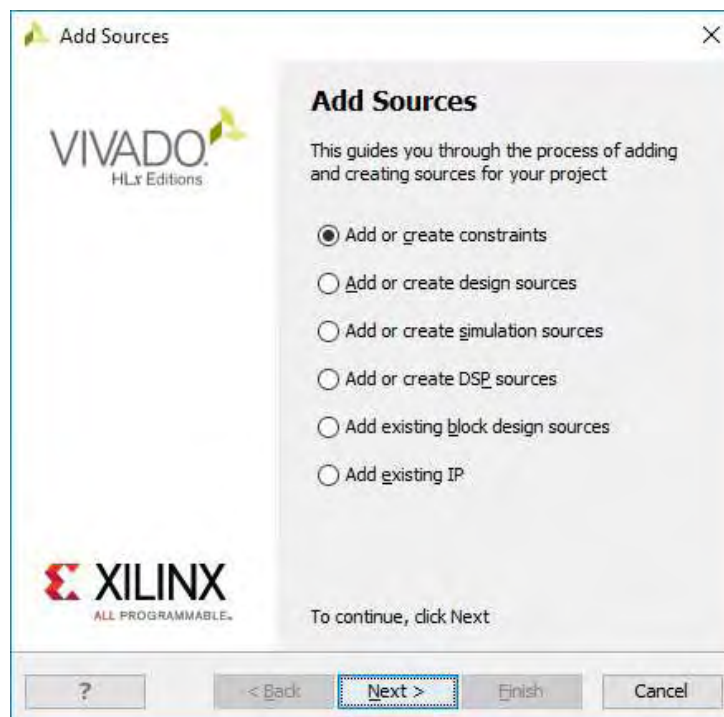 Add Sources
VIVADO.
HLx Editions
Add Sources
This guides you through the process of adding
and creating sources for your project
Add or create constraints
Add or create design sources
Add or create simulation sources
Add or create DSP sources
Add existing block design sources
Add existing IP
XILINX
ALL PROGRAMMABLE.
To continue, click Next
?
< Back
Next >
Finish
Cancel